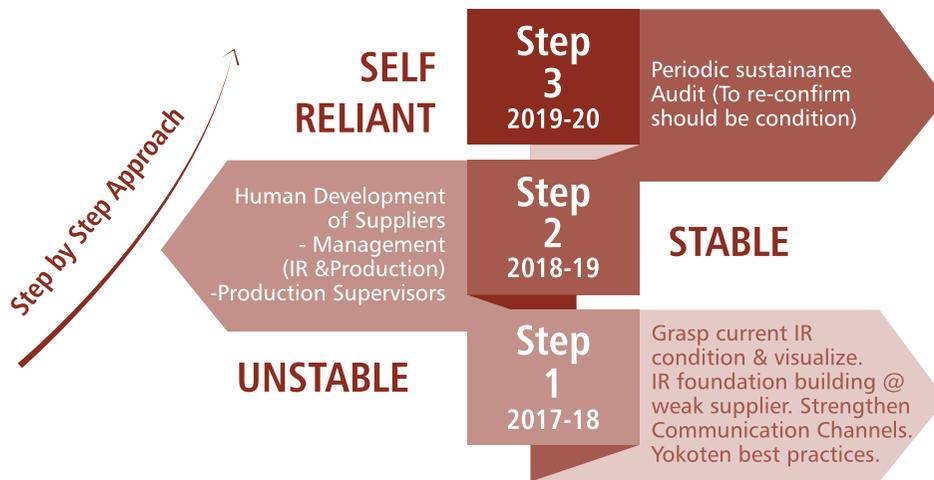 Step by Step Approach
SELF
RELIANT
Step
3
2019-20
Periodic sustainance
Audit (To re-confirm
should be condition)
Human Development
of Suppliers
- Management
(IR &Production)
-Production Supervisors
Step
2
2018-19
STABLE
UNSTABLE
Step
1
2017-18
Grasp current IR
condition & visualize.
IR foundation building @
weak supplier. Strengthen
Communication Channels.
Yokoten best practices.